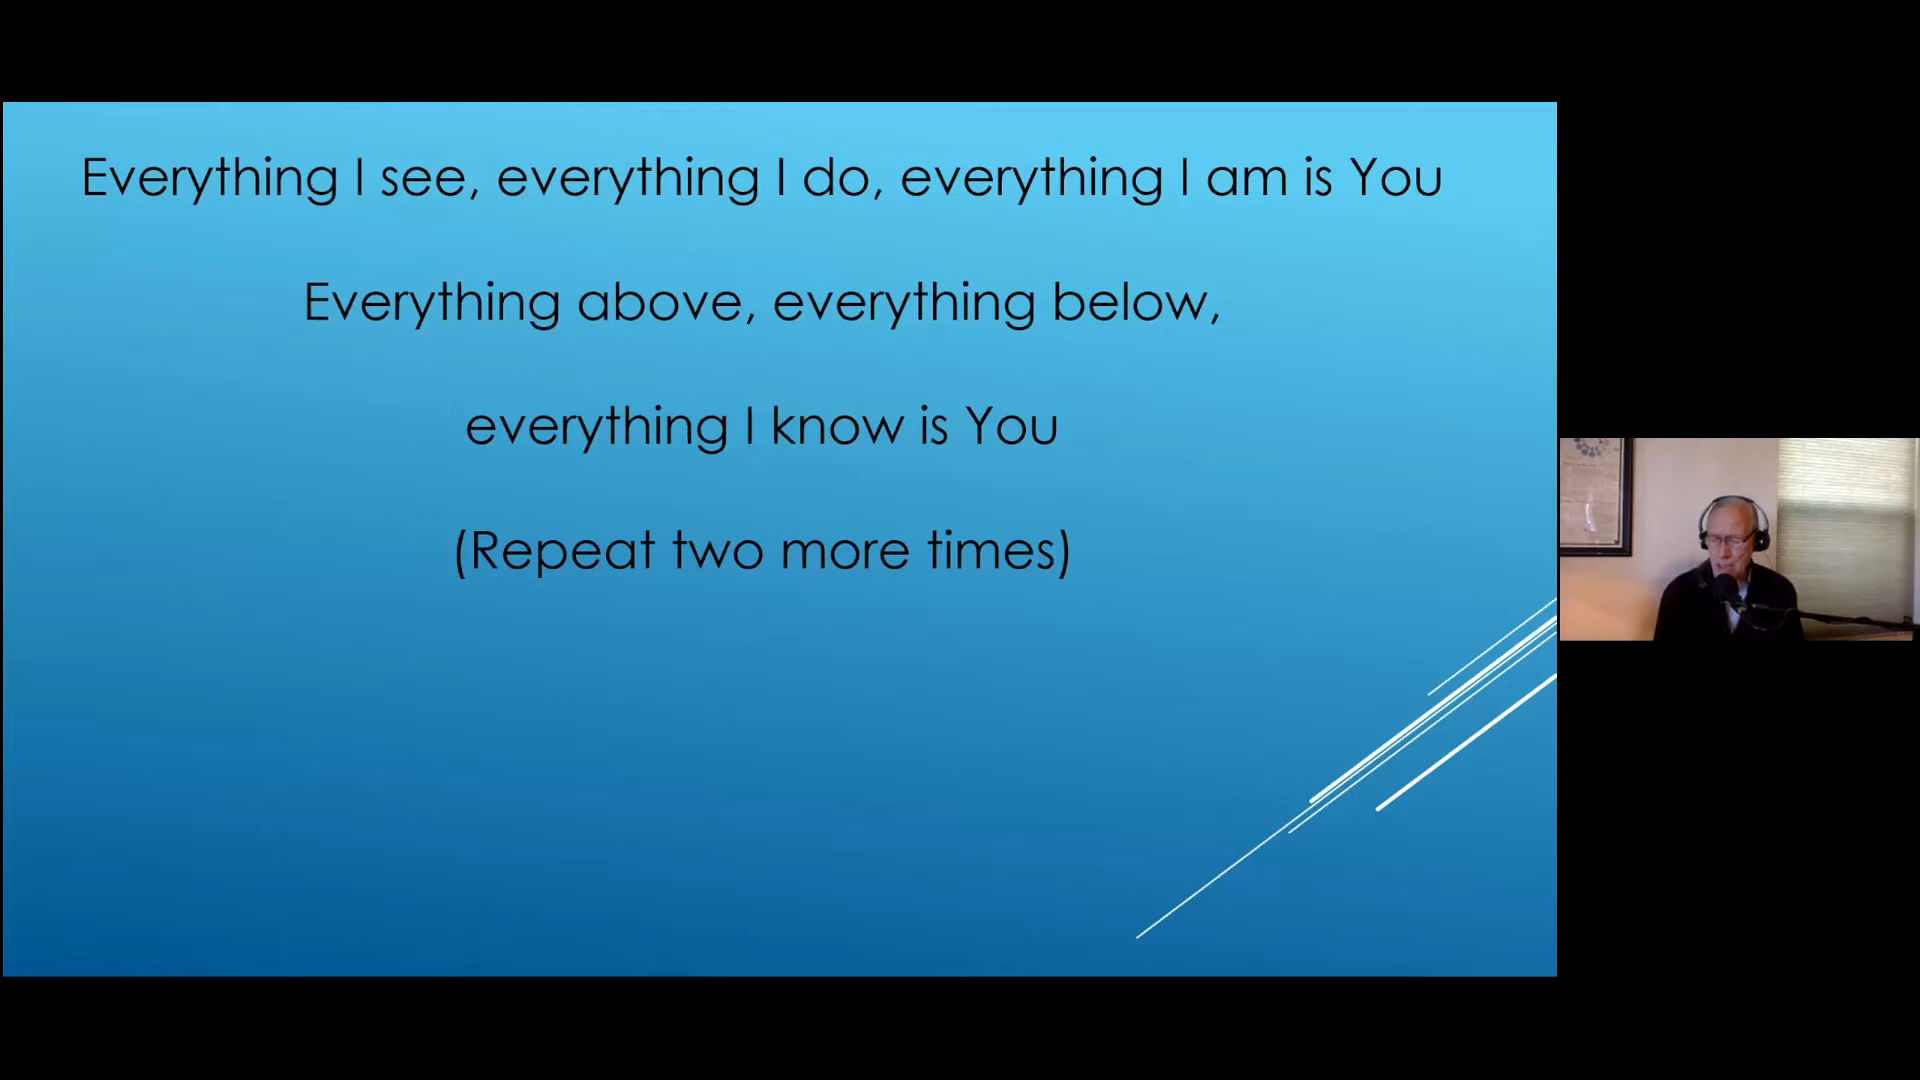 Everything I see, everything I do, everything I am is You
Everything above, everything below,
everything I know is You
(Repeat two more times)